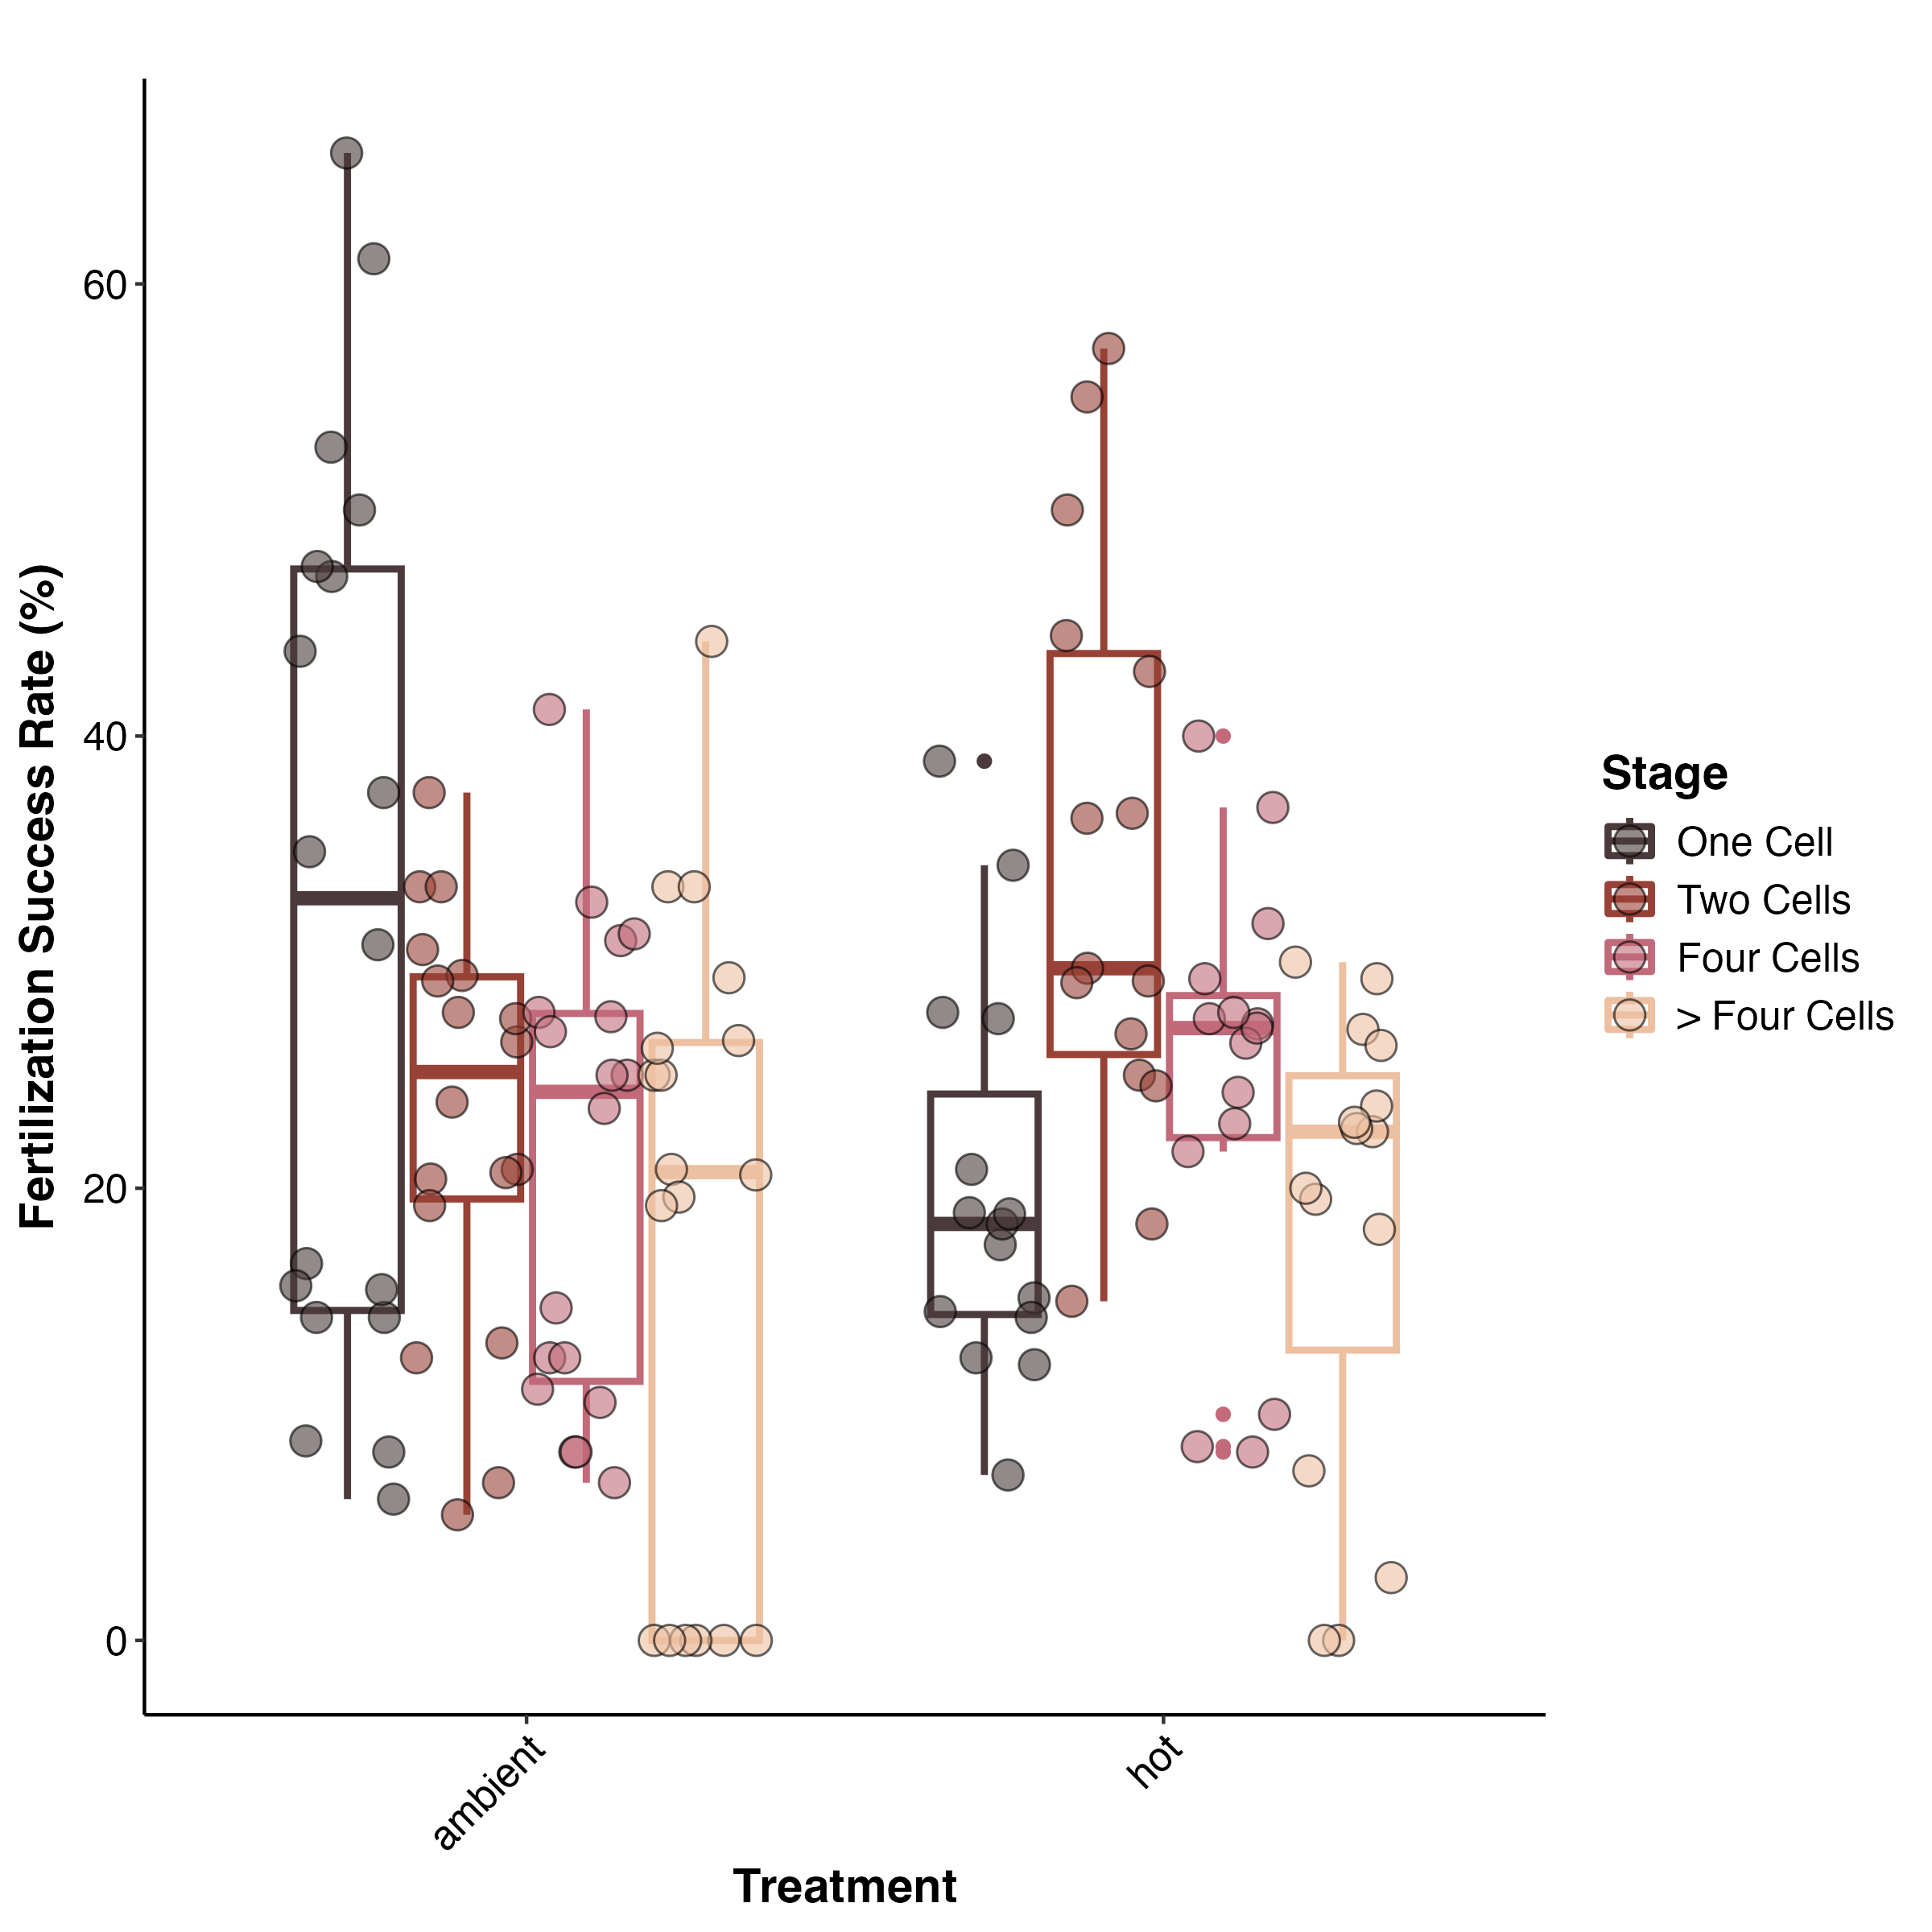 Fertilization Success Rate (%)
60
40
20
0
ambient
hot
Treatment
Stage
One Cell
Two Cells
Four Cells
> Four Cells